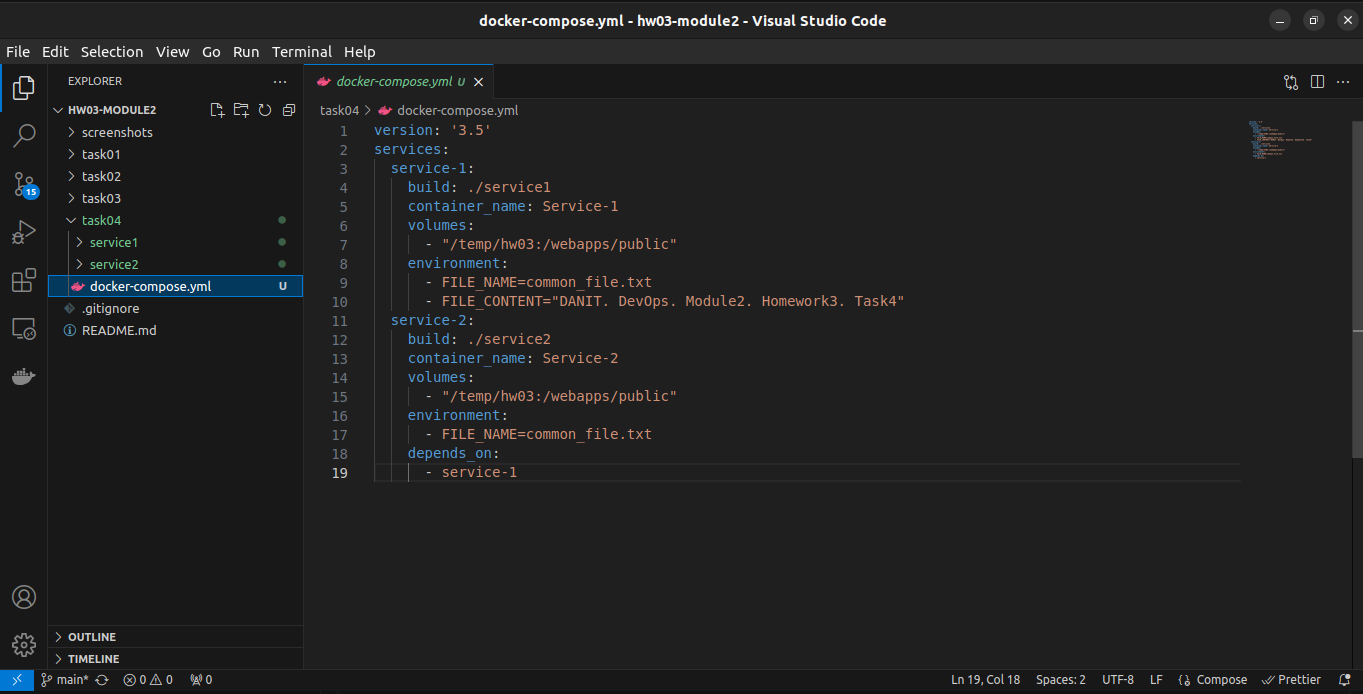 docker-compose.yml - hw03-module2 - Visual Studio Code
File Edit Selection View Go Run Terminal Help
EXPLORER
HW03-MODULE2
screenshots
task01
task02
task03
task04
service1
service2
docker-compose.yml U
.gitignore
README.md
15
OUTLINE
TIMELINE
docker-compose.yml U
task04 > docker-compose.yml
1 version: '3.5'
2 services:
3   service-1:
4     build: ./service1
5     container_name: Service-1
6     volumes:
7       - "/temp/hw03:/webapps/public"
8     environment:
9       - FILE_NAME=common_file.txt
10       - FILE_CONTENT="DANIT. DevOps. Module2. Homework3. Task4"
11   service-2:
12     build: ./service2
13     container_name: Service-2
14     volumes:
15       - "/temp/hw03:/webapps/public"
16     environment:
17       - FILE_NAME=common_file.txt
18     depends_on:
19       - service-1
main* 0 0 0 Ln 19, Col 18 Spaces: 2 UTF-8 LF Compose Prettier